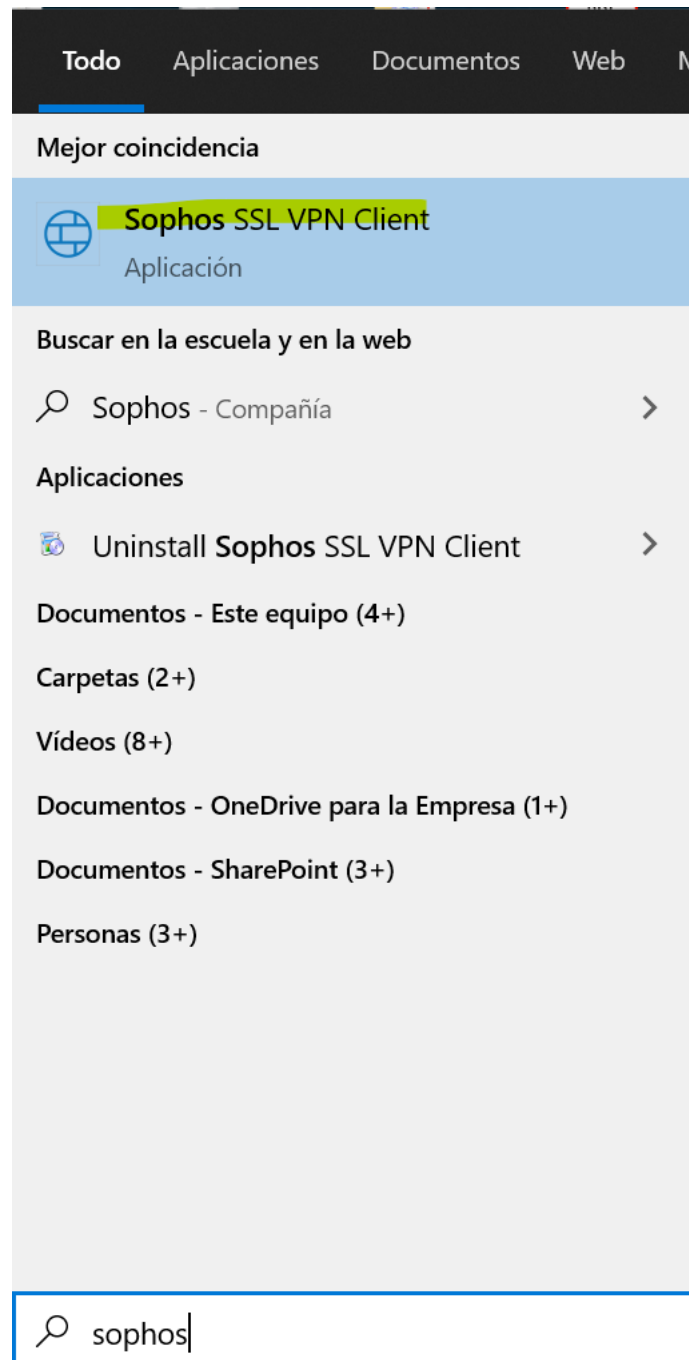 Todo Aplicaciones Documentos Web
Mejor coincidencia
Sophos SSL VPN Client
Aplicación
Buscar en la escuela y en la web
Sophos - Compañía
Aplicaciones
Uninstall Sophos SSL VPN Client
Documentos - Este equipo (4+)
Carpetas (2+)
Vídeos (8+)
Documentos - OneDrive para la Empresa (1+)
Documentos - SharePoint (3+)
Personas (3+)
sophos